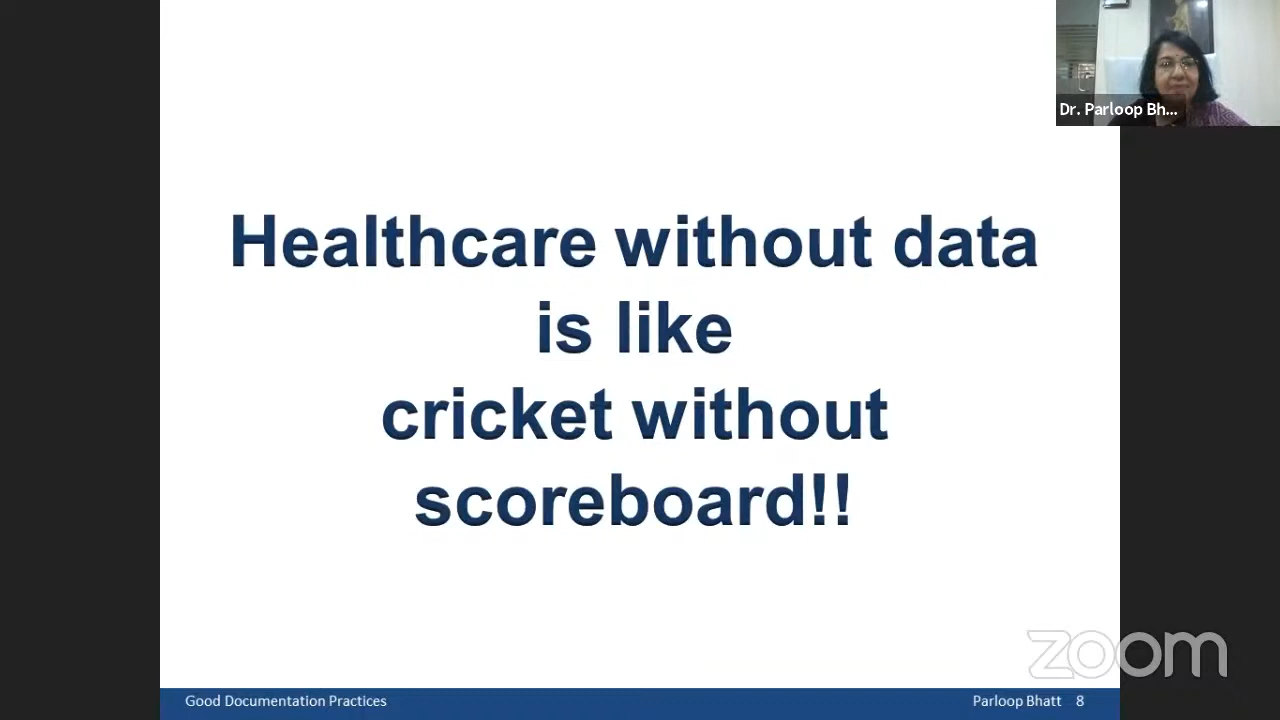 Dr. Parloop Bh...
Healthcare without data
is like
cricket without
scoreboard!!
zoom
Good Documentation Practices
Parloop Bhatt 8